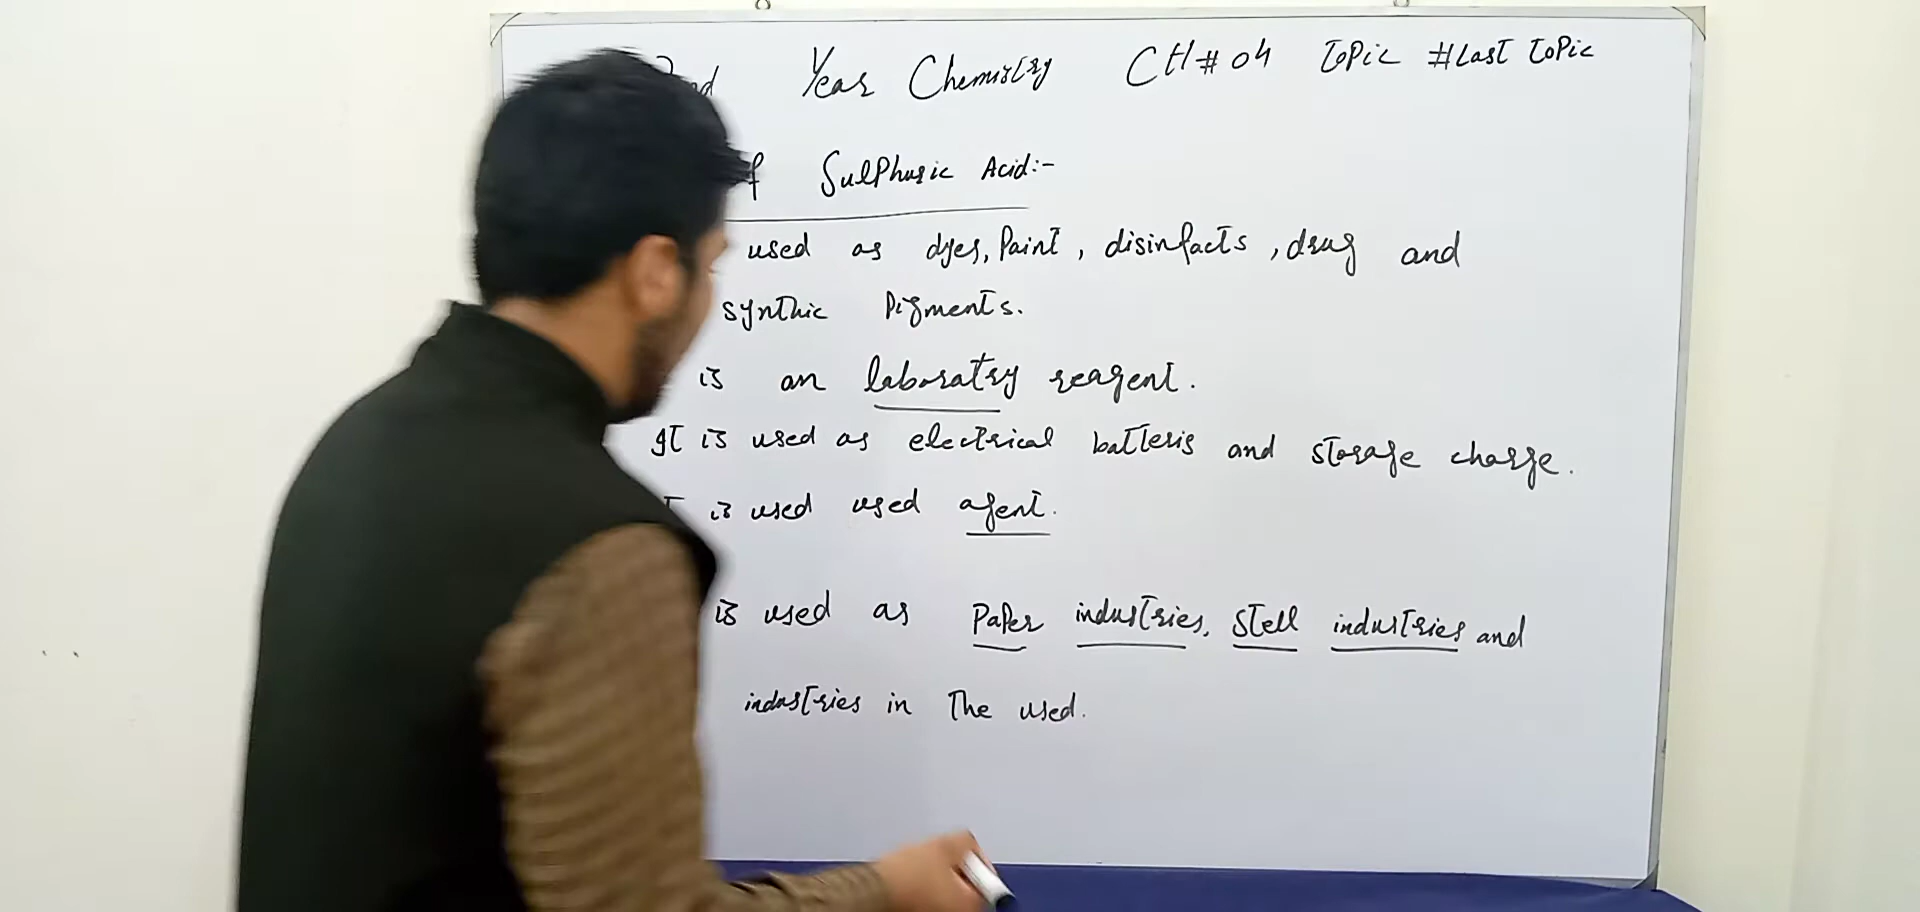 Year Chemistry CH# 04 Topic #Last Topic
Sulphuric Acid:-
used as dyes, Paint, disinfacts, drug and
synthic Pigments.
is an laboratry reagent.
It is used as electrical batteris and storage charge.
is used used agent.
is used as Paper industries, Stell industries and
industries in The used.